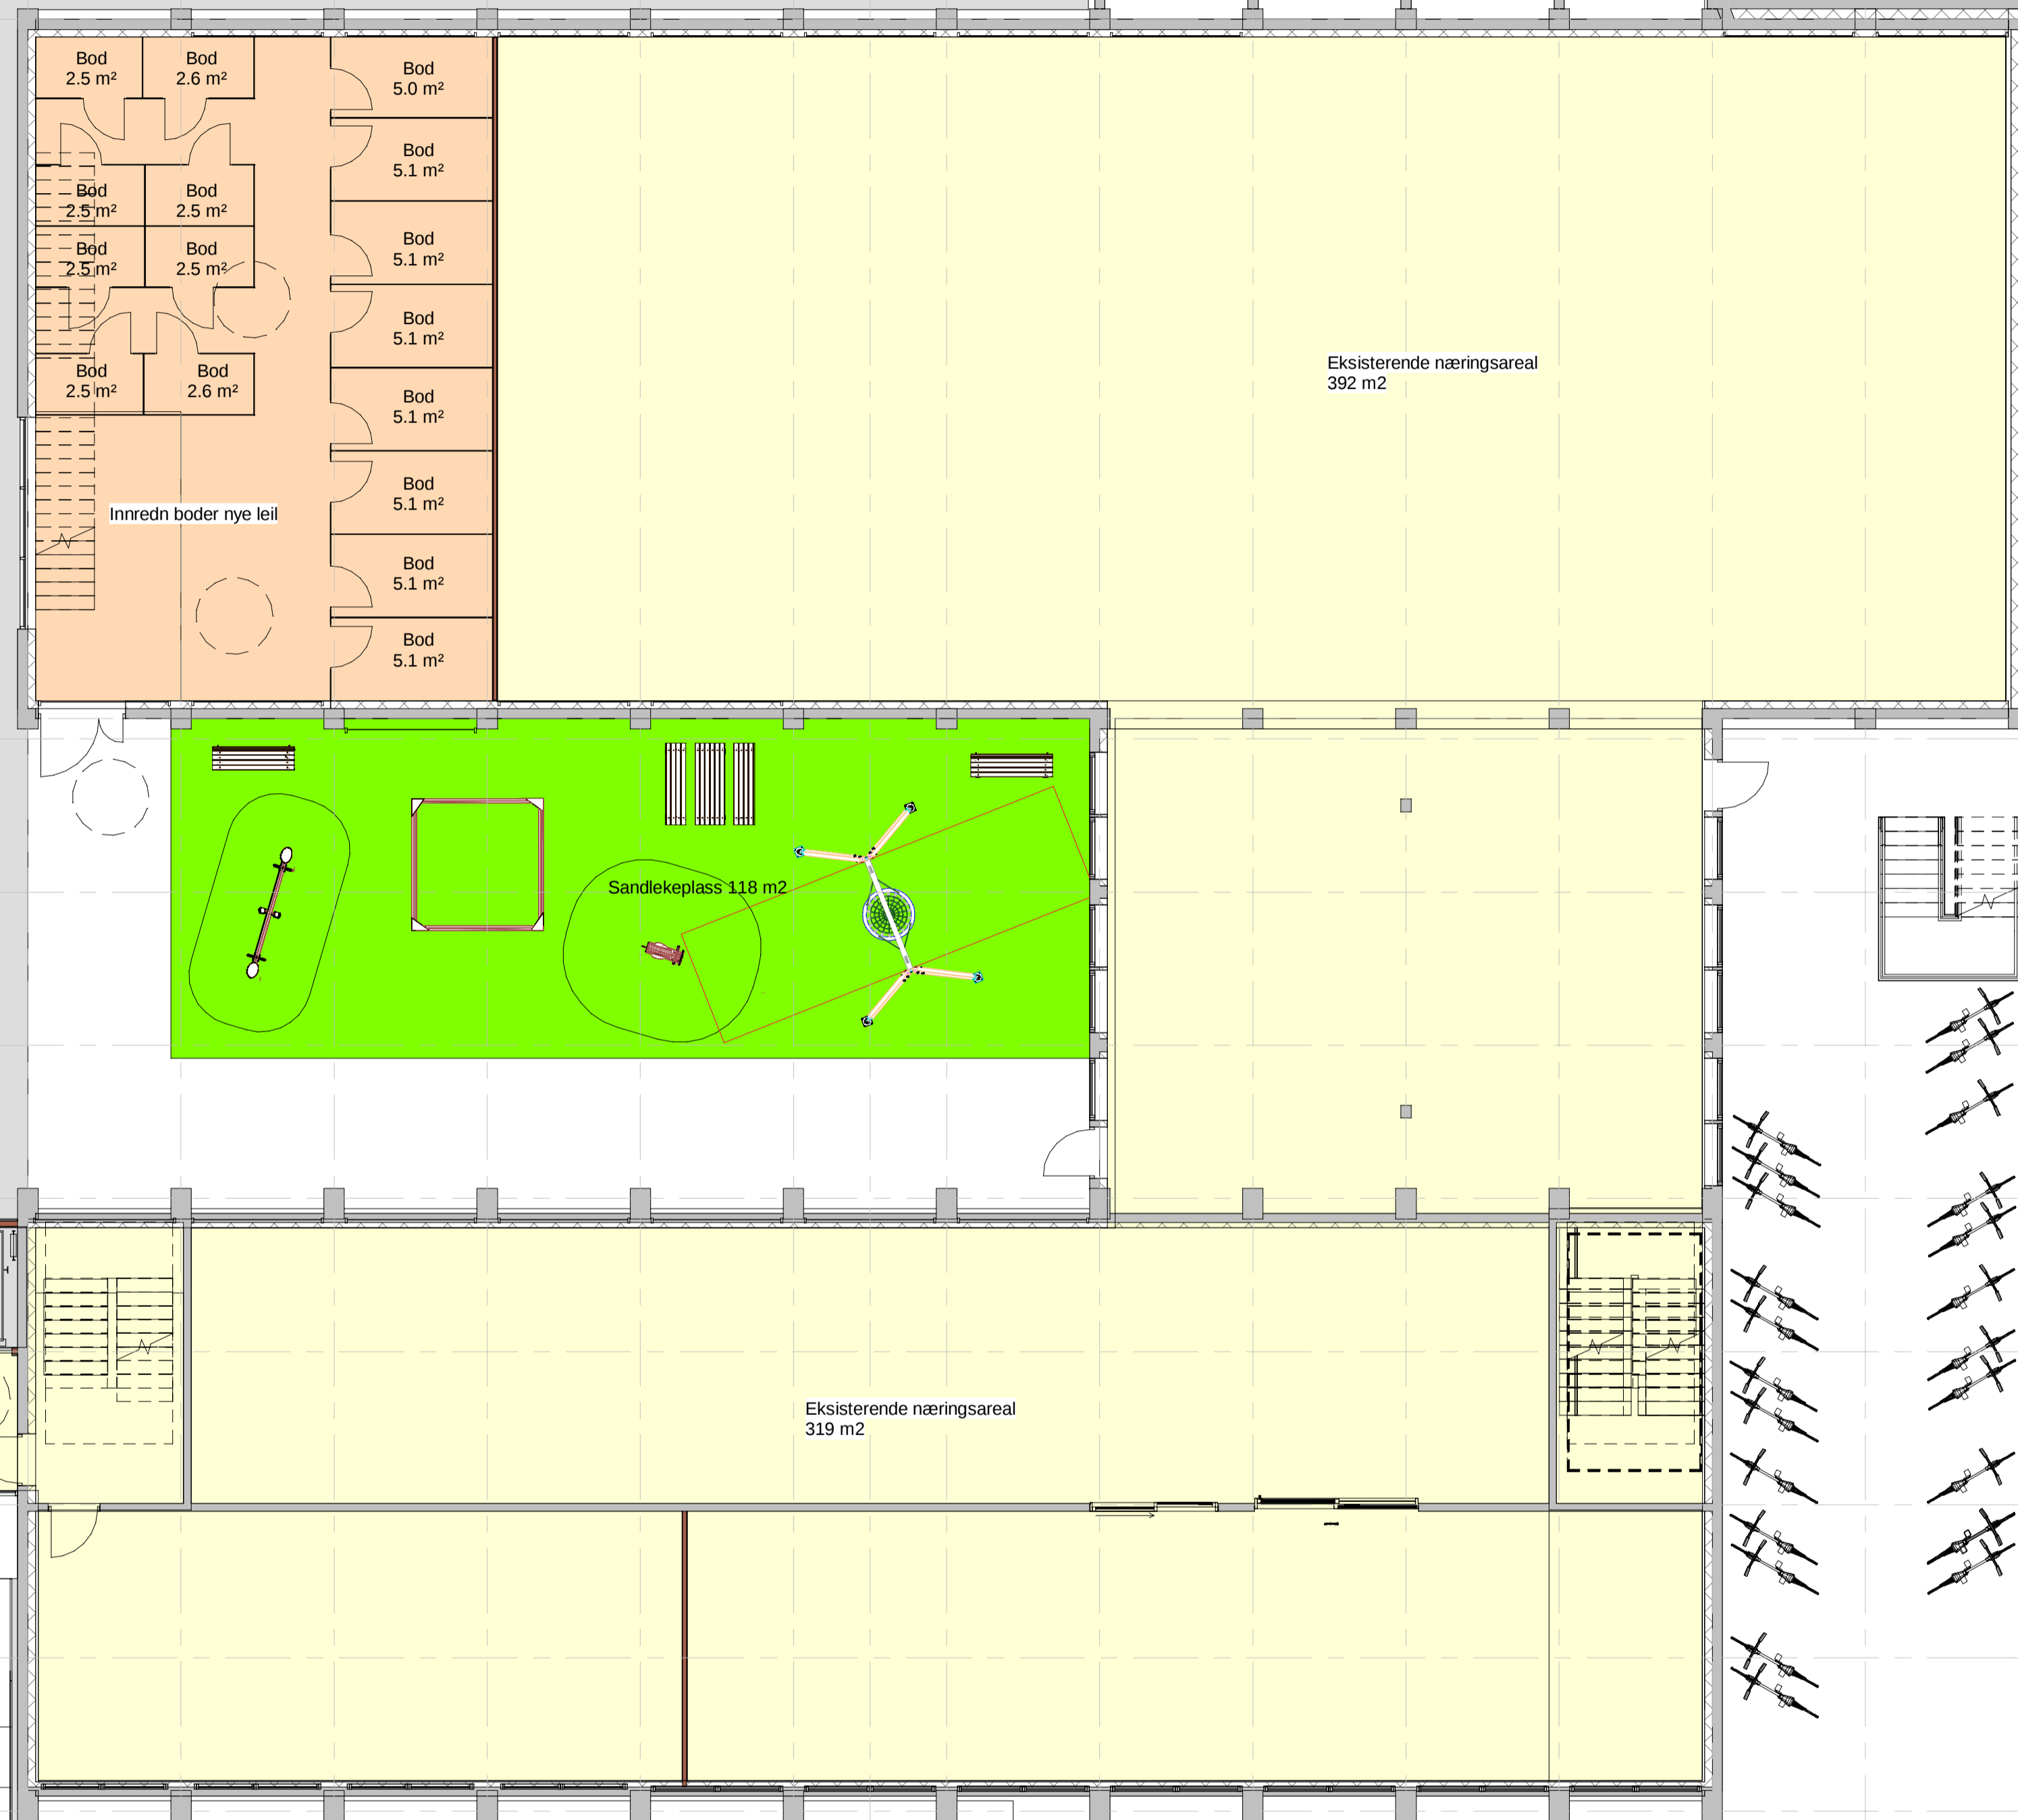 Bod
2.5 m²
Bod
2.6 m²
Bod
5.0 m²
Bod
5.1 m²
Bod
2.5 m²
Bod
2.5 m²
Bod
5.1 m²
Bod
2.5 m²
Bod
2.5 m²
Bod
5.1 m²
Bod
2.5 m²
Bod
2.6 m²
Bod
5.1 m²
Bod
5.1 m²
Bod
5.1 m²
Bod
5.1 m²
Innredn boder nye leil
Eksisterende næringsareal
392 m2
Sandlekeplass 118 m2
Eksisterende næringsareal
319 m2